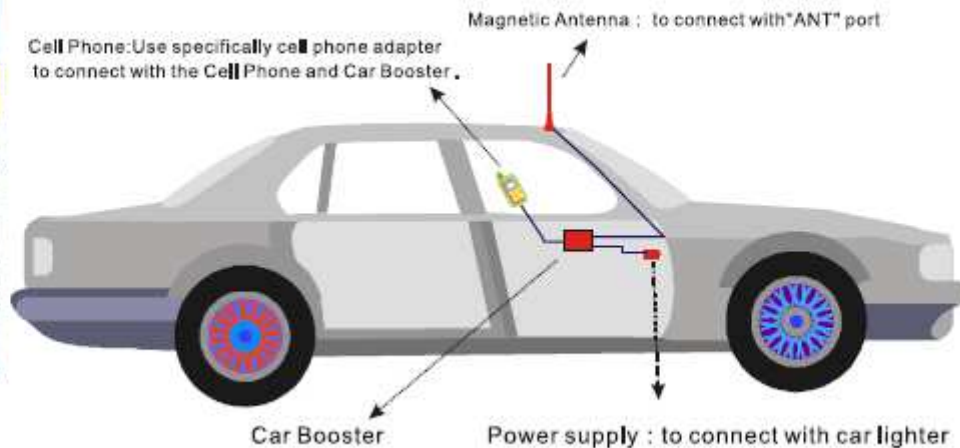 Magnetic Antenna : to connect with"ANT" port
Cell Phone:Use specifically cell phone adapter
to connect with the Cell Phone and Car Booster .
Car Booster
Power supply : to connect with car lighter